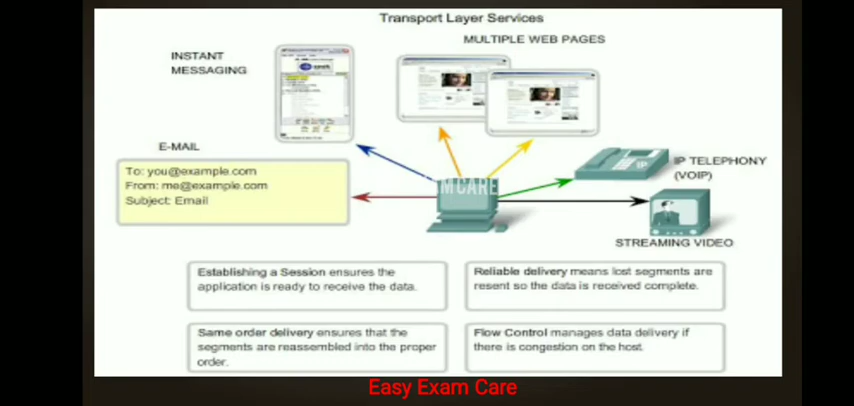 Transport Layer Services
MULTIPLE WEB PAGES
INSTANT
MESSAGING
E-MAIL
To: you@example.com
From: me@example.com
Subject: Email
IP TELEPHONY
(VOIP)
STREAMING VIDEO
Establishing a Session ensures the
application is ready to receive the data.
Reliable delivery means lost segments are
resent so the data is received complete.
Same order delivery ensures that the
segments are reassembled into the proper
order.
Flow Control manages data delivery if
there is congestion on the host.
Easy Exam Care